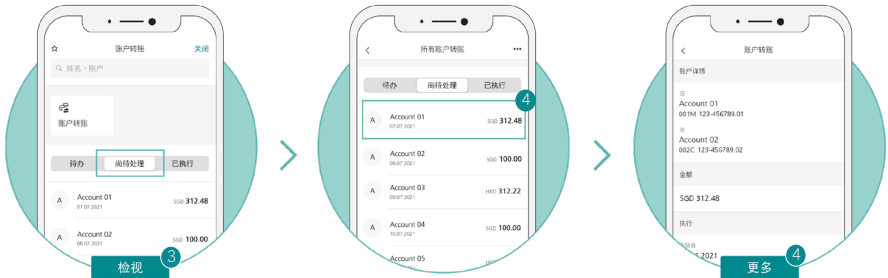 账户转账
关闭
姓名、账户
账户转账
待办
尚待处理
已执行
A
Account 01
07.07.2021
SGD 312.48
A
Account 02
08.07.2021
SGD 100.00
检视
3
所有账户转账
待办
尚待处理
已执行
4
A
Account 01
07.07.2021
SGD 312.48
A
Account 02
08.07.2021
SGD 100.00
A
Account 03
09.07.2021
HKD 312.22
A
Account 04
10.07.2021
SGD 100.00
Account 05
账户转账
账户详情
自
Account 01
001M 123-456789.01
至
Account 02
002C 123-456789.02
金额
SGD 312.48
执行
2021
更多
4